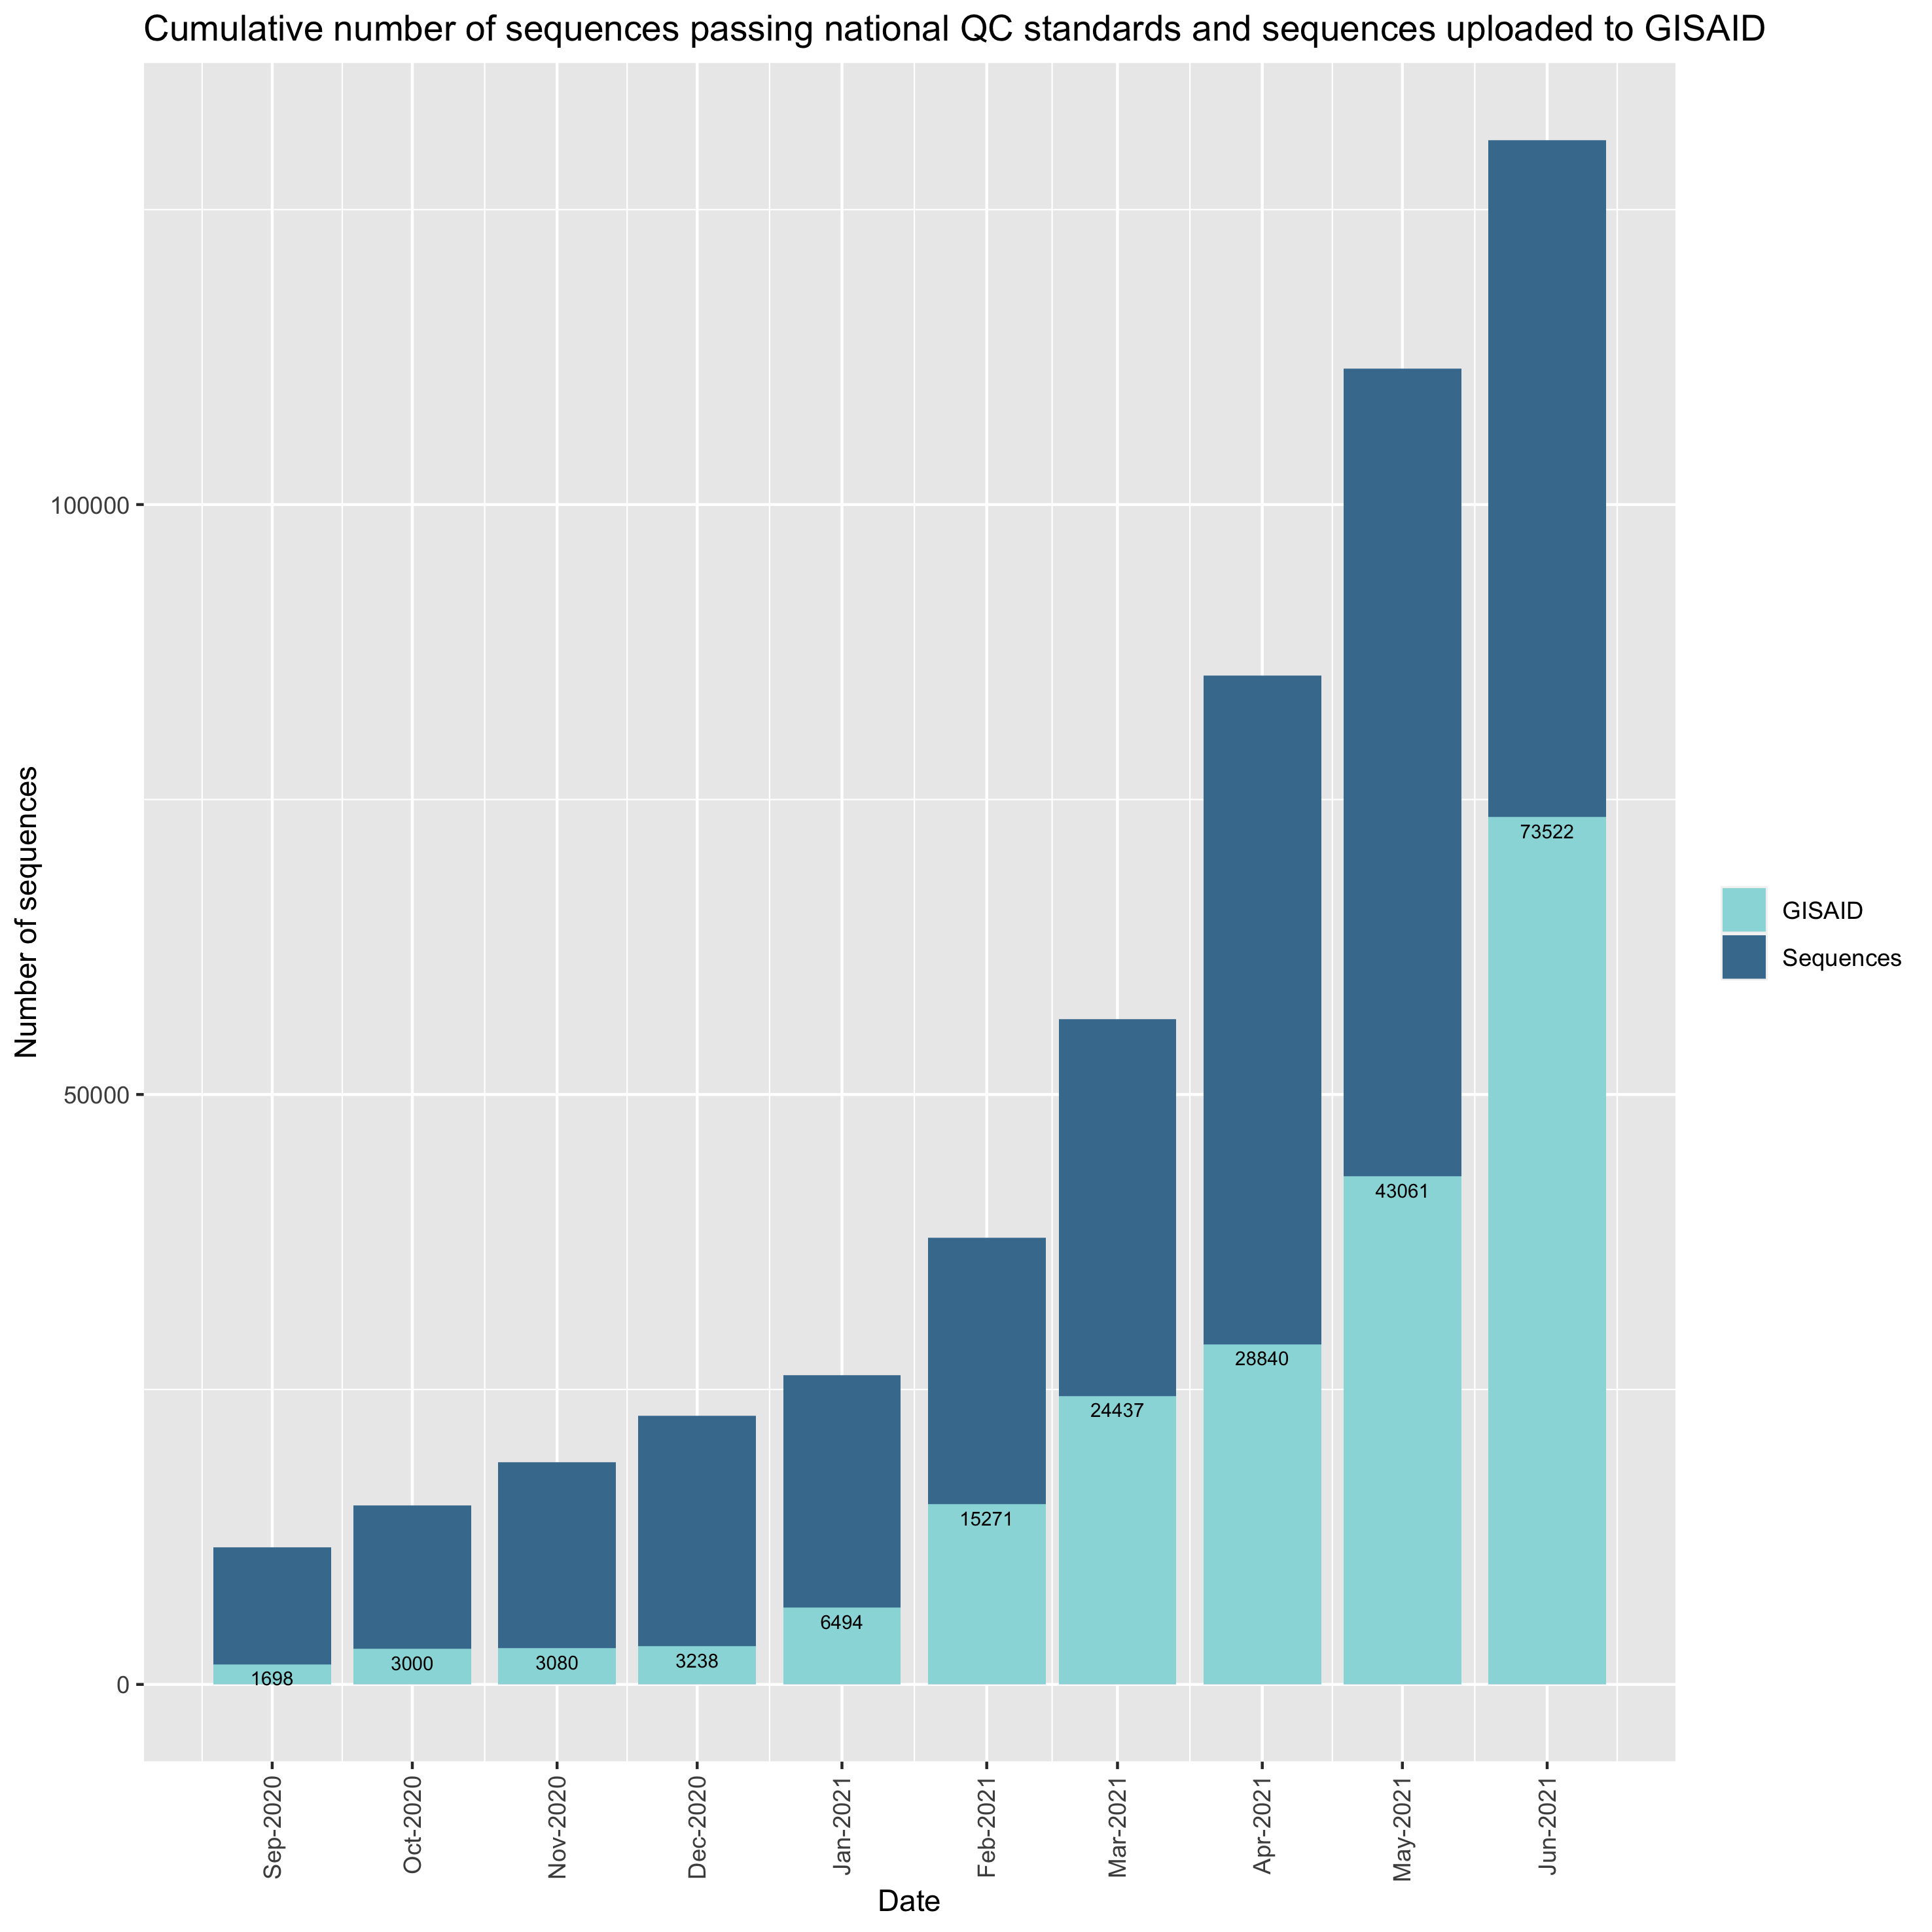 Cumulative number of sequences passing national QC standards and sequences uploaded to GISAID
Number of sequences
100000
50000
0
1698
3000
3080
3238
6494
15271
24437
28840
43061
73522
GISAID
Sequences
Sep-2020
Oct-2020
Nov-2020
Dec-2020
Jan-2021
Feb-2021
Mar-2021
Apr-2021
May-2021
Jun-2021
Date